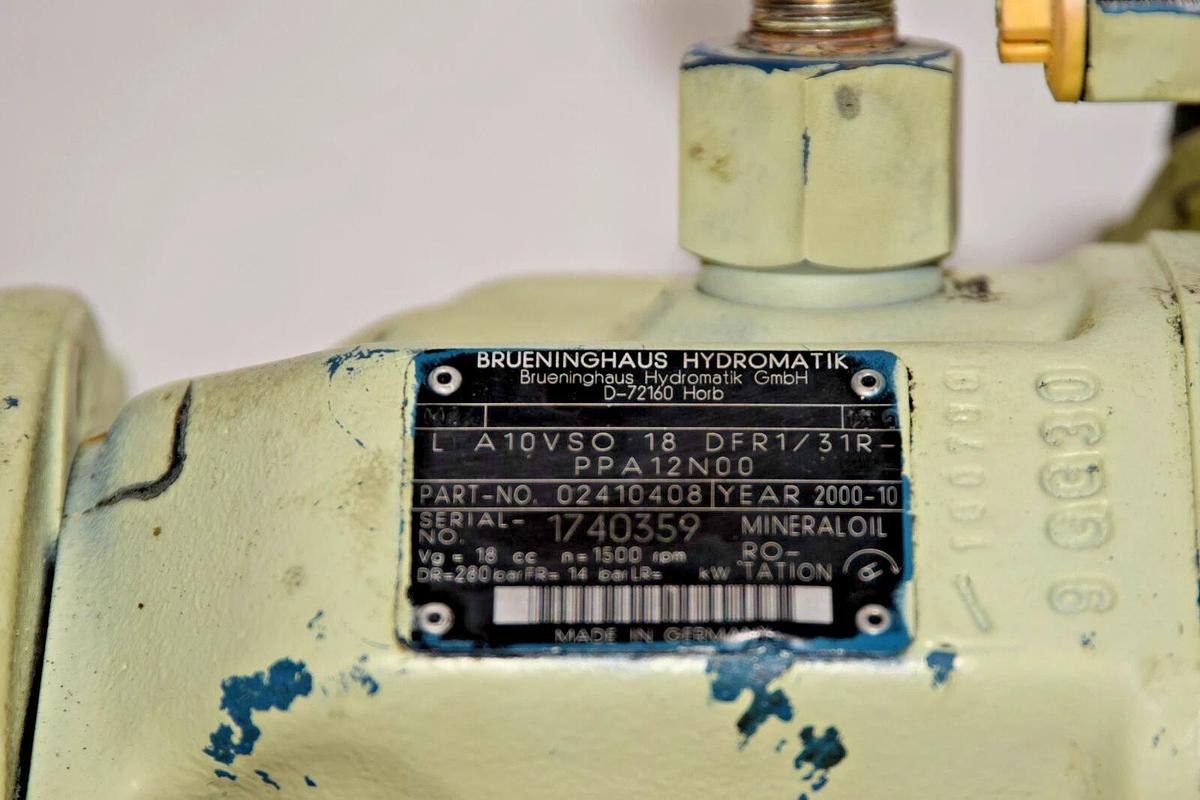 BRUENINGHAUS HYDROMATIK
Brueninghaus Hydromatik GmbH
D-72160 Horb
L A10VSO 18 DFR1/31R-
PPA12N00
PART-NO. 02410408 YEAR 2000-10
SERIAL-NO. 1740359 MINERALOIL
Vg = 18 cc n = 1500 rpm RO-
DR=280 bar FR= 14 bar LR= kW TATION
MADE IN GERMANY